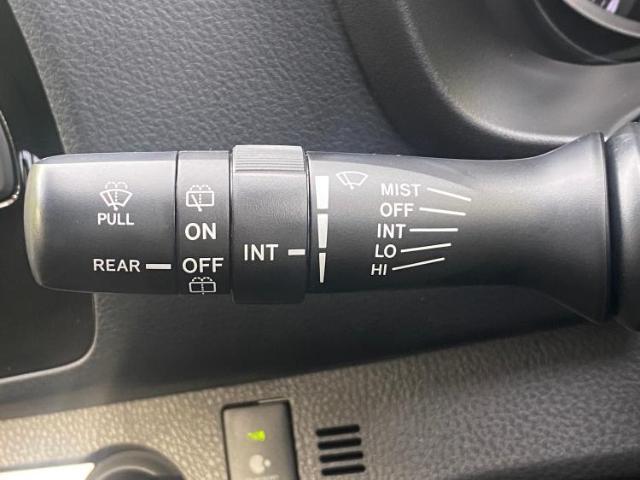 PULL
REAR
ON
OFF
INT
MIST
OFF
INT
LO
HI